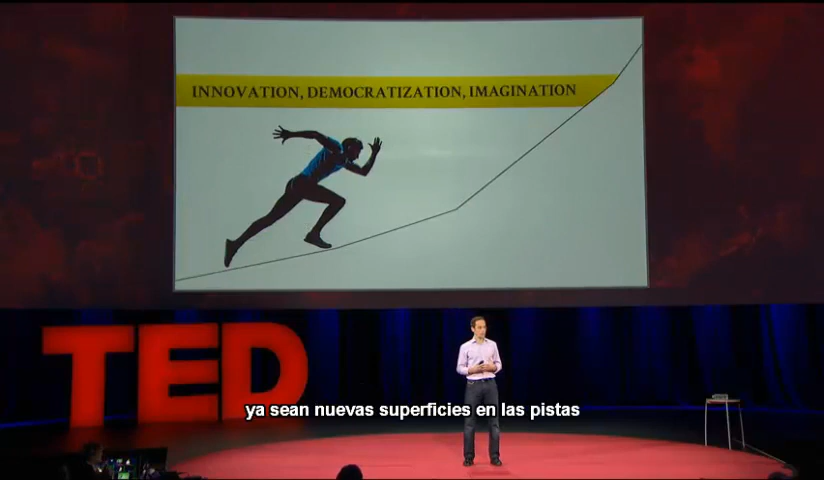 INNOVATION, DEMOCRATIZATION, IMAGINATION
TED
ya sean nuevas superficies en las pistas